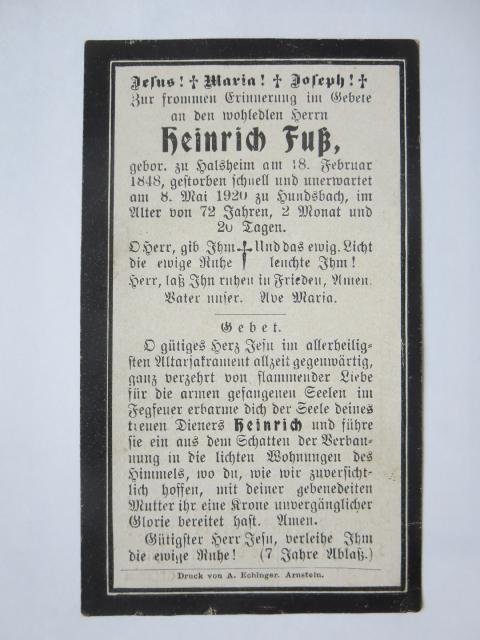 Jesus! ✝ Maria! ✝ Joseph! ✝
Zur frommen Erinnerung im Gebete
an den wohledlen Herrn
Heinrich Fuß,
gebor. zu Halsheim am 18. Februar
1848, gestorben schnell und unerwartet
am 8. Mai 1920 zu Hundsbach, im
Alter von 72 Jahren, 2 Monat und
20 Tagen.
O Herr, gib Ihm ✝ Und das ewig. Licht
die ewige Ruhe leuchte Ihm!
Herr, laß Ihn ruhen in Frieden, Amen.
Vater unser. Ave Maria.
Gebet.
O gütiges Herz Jesu im allerheilig-
sten Altarsakrament allzeit gegenwärtig,
ganz verzehrt von flammender Liebe
für die armen gefangenen Seelen im
Fegfeuer erbarme dich der Seele deines
treuen Dieners Heinrich und führe
sie ein aus dem Schatten der Verban-
nung in die lichten Wohnungen des
Himmels, wo du, wie wir zuversicht-
lich hoffen, mit deiner gebenedeiten
Mutter ihr eine Krone unvergänglicher
Glorie bereitet hast. Amen.
Gütigster Herr Jesu, verleihe Ihm
die ewige Ruhe! (7 Jahre Ablaß.)
Druck von A. Echinger. Arnstein.